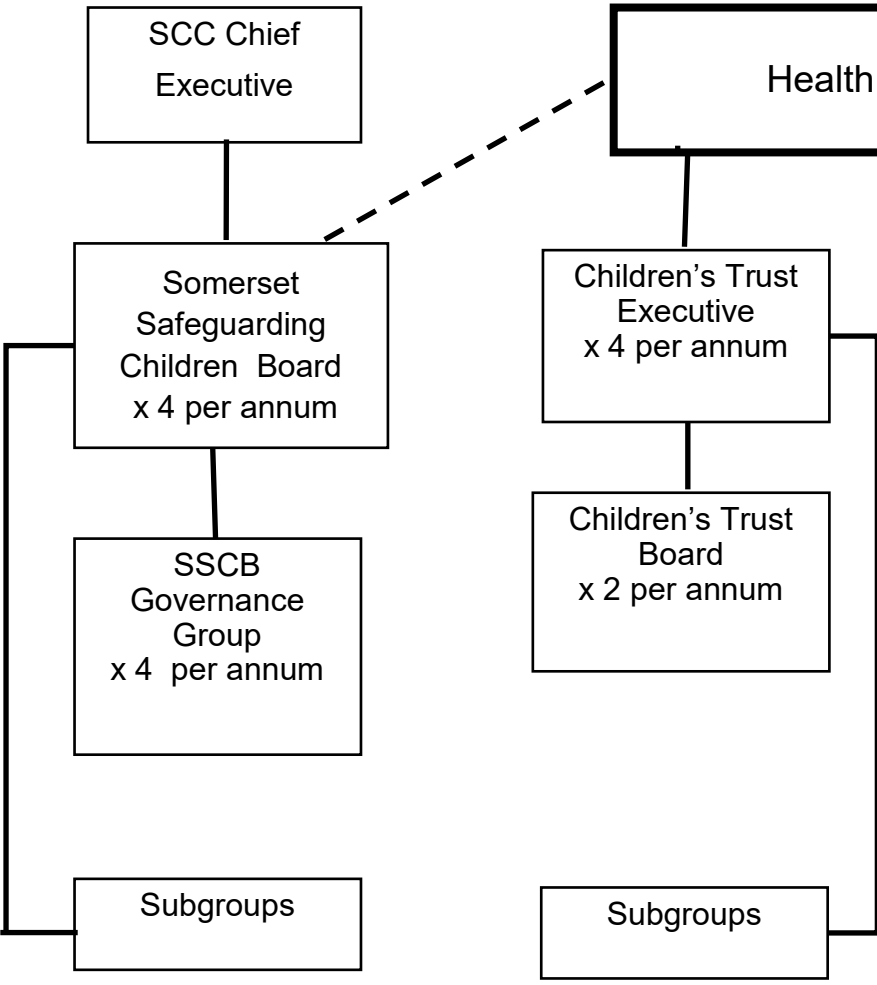 SCC Chief
Executive
Health
Somerset
Safeguarding
Children Board
x 4 per annum
Children’s Trust
Executive
x 4 per annum
SSCB
Governance
Group
x 4 per annum
Children’s Trust
Board
x 2 per annum
Subgroups
Subgroups